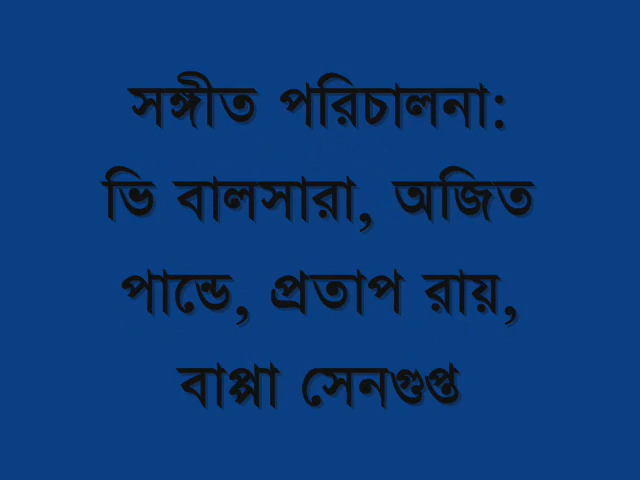 সঙ্গীত পরিচালনা:
ভি বালসারা, অজিত
পান্ডে, প্রতাপ রায়,
বাপ্পা সেনগুপ্ত